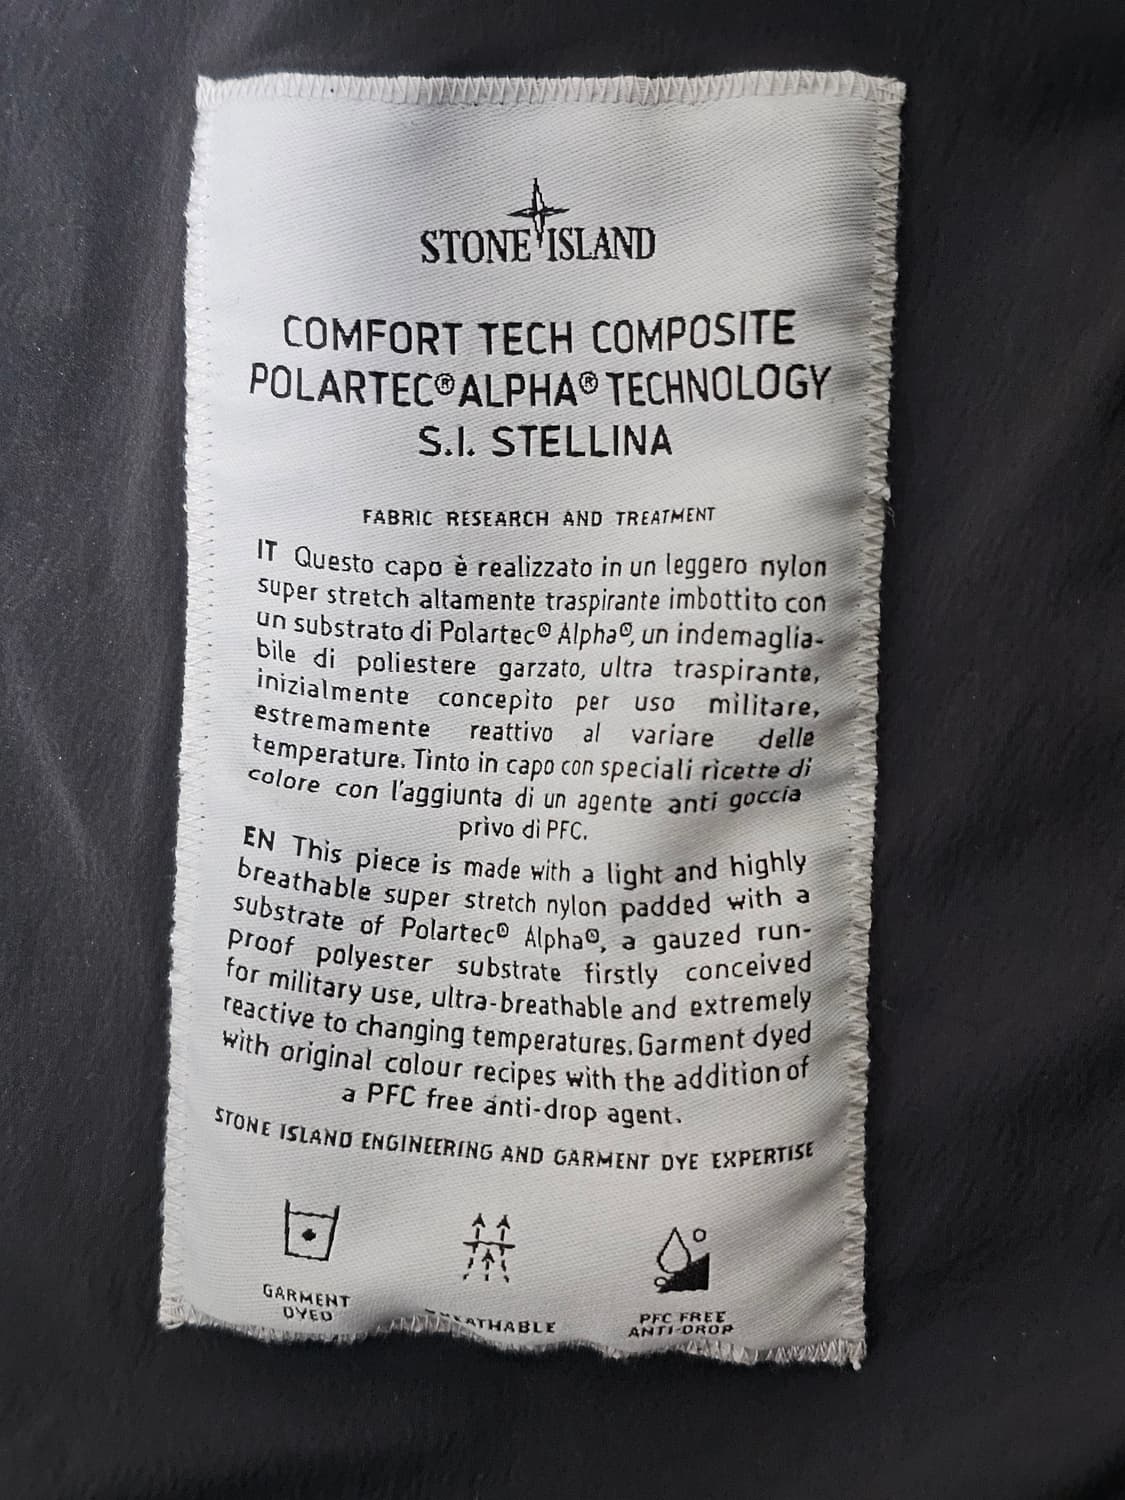 STONE ISLAND
COMFORT TECH COMPOSITE
POLARTEC® ALPHA® TECHNOLOGY
S.I. STELLINA
FABRIC RESEARCH AND TREATMENT
IT Questo capo è realizzato in un leggero nylon
super stretch altamente traspirante imbottito con
un substrato di Polartec® Alpha®, un indemaglia-
bile di poliestere garzato, ultra traspirante,
inizialmente concepito per uso militare,
estremamente reattivo al variare delle
temperature. Tinto in capo con speciali ricette di
colore con l'aggiunta di un agente anti goccia
privo di PFC.
EN This piece is made with a light and highly
breathable super stretch nylon padded with a
substrate of Polartec® Alpha®, a gauzed run-
proof polyester substrate firstly conceived
for military use, ultra-breathable and extremely
reactive to changing temperatures. Garment dyed
with original colour recipes with the addition of
a PFC free anti-drop agent.
STONE ISLAND ENGINEERING AND GARMENT DYE EXPERTISE
GARMENT
DYED
PFC FREE
ANTI-DROP